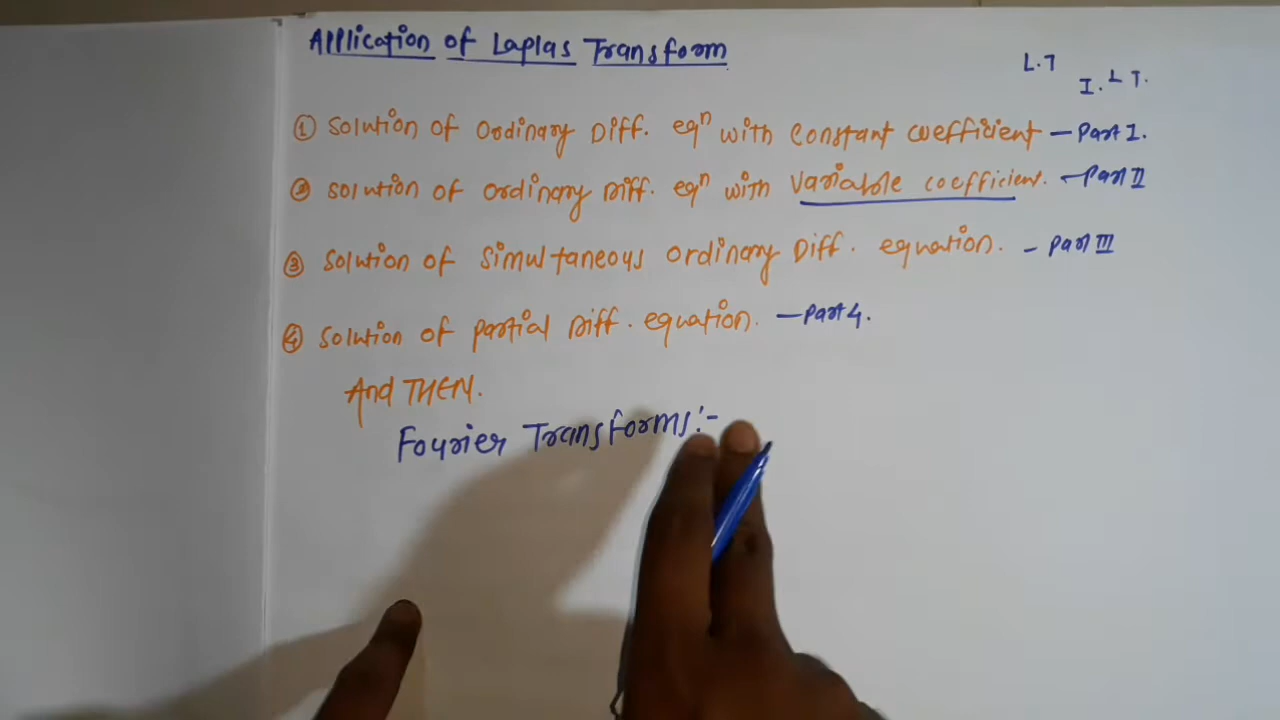 Application of Laplas Transform
L.T
I. L T.
① Solution of Ordinary Diff. eqⁿ with Constant coefficient — Part I.
② Solution of ordinary Diff. eqⁿ with Variable coefficient. — Part II
③ Solution of Simultaneous Ordinary Diff. equation. - Part III
④ Solution of partial Diff. equation. — Part 4.
And THEN.
Fourier Transforms:-